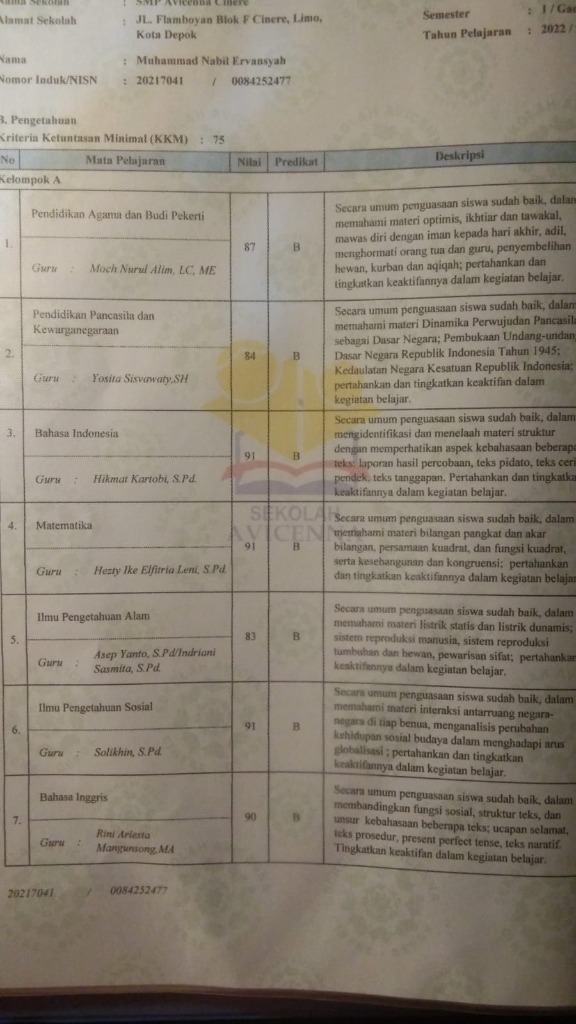 Nama Sekolah : SMP Avicenna Cinere
Alamat Sekolah : JL. Flamboyan Blok F Cinere, Limo,
Kota Depok
Semester : 1 /
Tahun Pelajaran : 2022 /
Nama : Muhammad Nabil Ervansyah
Nomor Induk/NISN : 20217041 / 0084252477
B. Pengetahuan
Kriteria Ketuntasan Minimal (KKM) : 75
No Mata Pelajaran Nilai Predikat Deskripsi
Kelompok A
1. Pendidikan Agama dan Budi Pekerti
Guru : Moch Nurul Alim, LC, ME
87 B
Secara umum penguasaan siswa sudah baik, dalam
memahami materi optimis, ikhtiar dan tawakal,
mawas diri dengan iman kepada hari akhir, adil,
menghormati orang tua dan guru, penyembelihan
hewan, kurban dan aqiqah; pertahankan dan
tingkatkan keaktifannya dalam kegiatan belajar.
2. Pendidikan Pancasila dan
Kewarganegaraan
Guru : Yosita Sisvawaty,SH
84 B
Secara umum penguasaan siswa sudah baik, dalam
memahami materi Dinamika Perwujudan Pancasila
sebagai Dasar Negara; Pembukaan Undang-undan
Dasar Negara Republik Indonesia Tahun 1945;
Kedaulatan Negara Kesatuan Republik Indonesia;
pertahankan dan tingkatkan keaktifan dalam
kegiatan belajar.
3. Bahasa Indonesia
Guru : Hikmat Kartobi, S.Pd.
91 B
Secara umum penguasaan siswa sudah baik, dalam
mengidentifikasi dan menelaah materi struktur
dengan memperhatikan aspek kebahasaan beberapa
teks: laporan hasil percobaan, teks pidato, teks ceri
pendek, teks tanggapan. Pertahankan dan tingkatka
keaktifannya dalam kegiatan belajar.
SEKOLAH
AVICENNA
4. Matematika
Guru : Hezty Ike Elfitria Leni, S.Pd.
91 B
Secara umum penguasaan siswa sudah baik, dalam
memahami materi bilangan pangkat dan akar
bilangan, persamaan kuadrat, dan fungsi kuadrat,
serta kesebangunan dan kongruensi; pertahankan
dan tingkatkan keaktifannya dalam kegiatan belajar
5. Ilmu Pengetahuan Alam
Guru : Asep Yanto, S.Pd/Indriani
Sasmita, S.Pd.
83 B
Secara umum penguasaan siswa sudah baik, dalam
memahami materi listrik statis dan listrik dunamis;
sistem reproduksi manusia, sistem reproduksi
tumbuhan dan hewan, pewarisan sifat; pertahankan
keaktifannya dalam kegiatan belajar.
6. Ilmu Pengetahuan Sosial
Guru : Solikhin, S.Pd.
91 B
Secara umum penguasaan siswa sudah baik, dalam
memahami materi interaksi antarruang negara-
negara di tiap benua, menganalisis perubahan
kehidupan sosial budaya dalam menghadapi arus
globalisasi ; pertahankan dan tingkatkan
keaktifannya dalam kegiatan belajar.
7. Bahasa Inggris
Guru : Rini Ariesta
Mangunsong,MA
90 B
Secara umum penguasaan siswa sudah baik, dalam
membandingkan fungsi sosial, struktur teks, dan
unsur kebahasaan beberapa teks; ucapan selamat,
teks prosedur, present perfect tense, teks naratif.
Tingkatkan keaktifan dalam kegiatan belajar.
20217041 / 0084252477